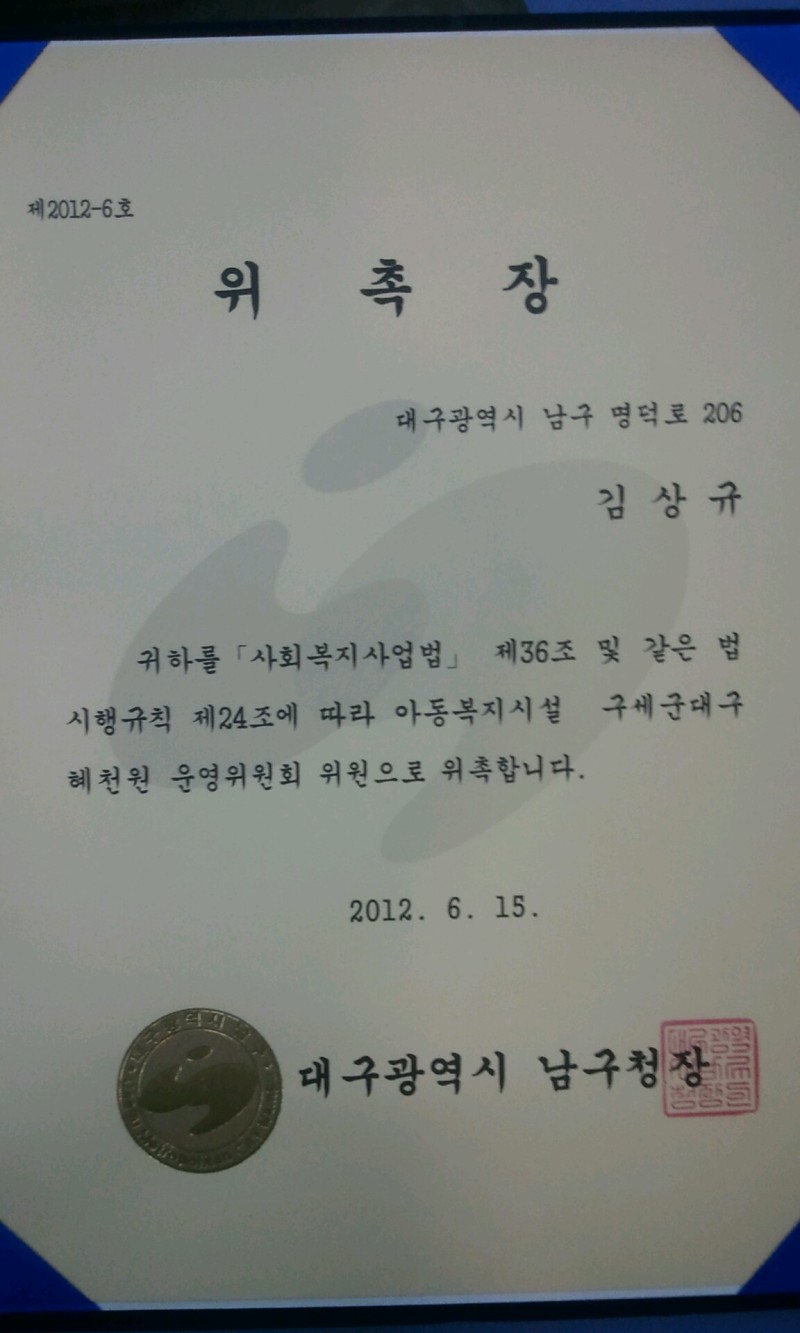 제2012-6호
위 촉 장
대구광역시 남구 명덕로 206
김 상 규
귀하를 「사회복지사업법」 제36조 및 같은 법
시행규칙 제24조에 따라 아동복지시설 구세군대구
혜천원 운영위원회 위원으로 위촉합니다.
2012. 6. 15.
대구광역시 남구청장